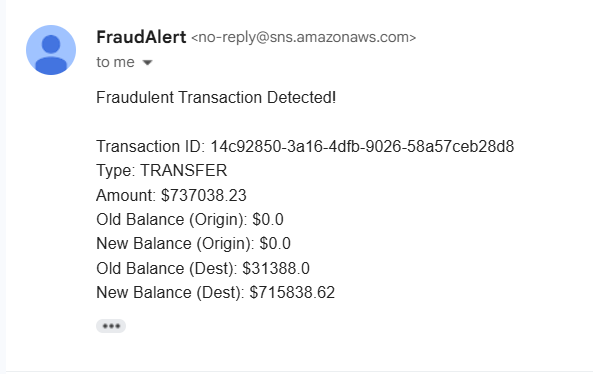 FraudAlert <no-reply@sns.amazonaws.com>
to me
Fraudulent Transaction Detected!
Transaction ID: 14c92850-3a16-4dfb-9026-58a57ceb28d8
Type: TRANSFER
Amount: $737038.23
Old Balance (Origin): $0.0
New Balance (Origin): $0.0
Old Balance (Dest): $31388.0
New Balance (Dest): $715838.62